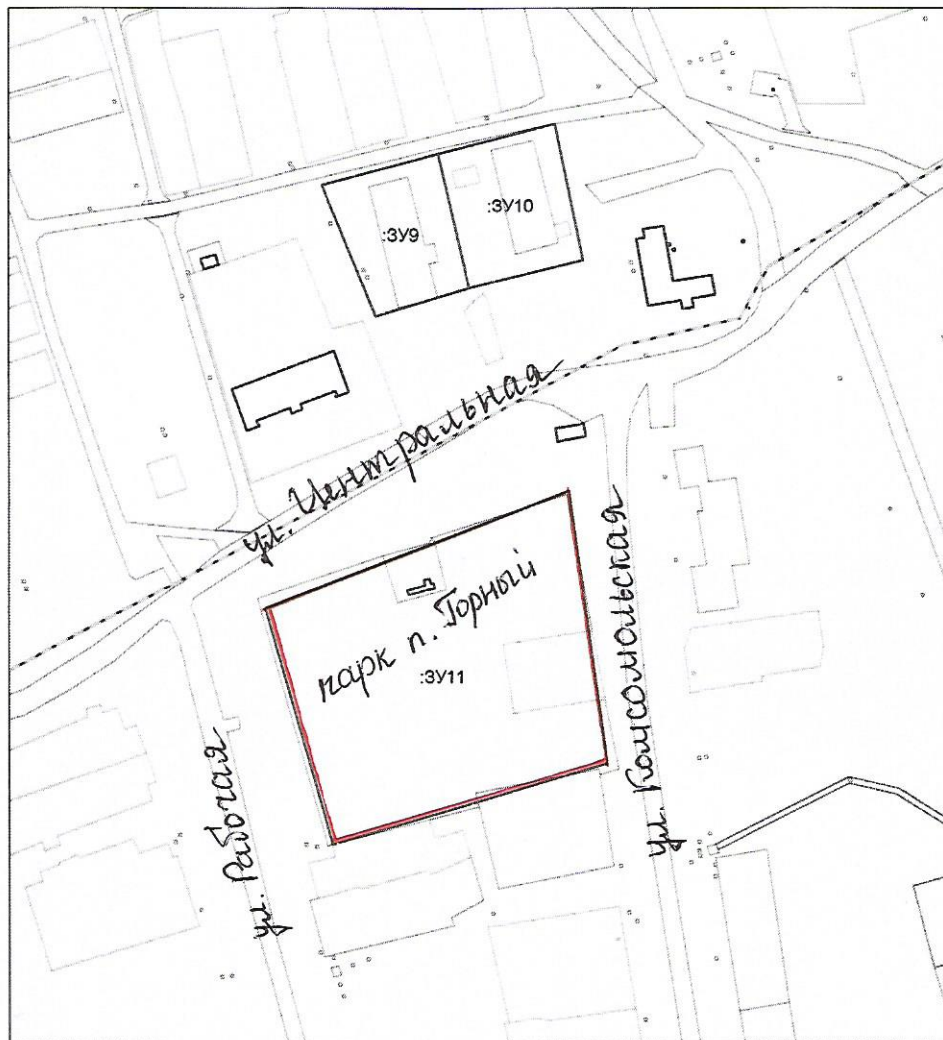 :ЗУ9
:ЗУ10
ул. Центральная
парк п. Горный
:ЗУ11
ул. Комсомольская
ул. Рабочая